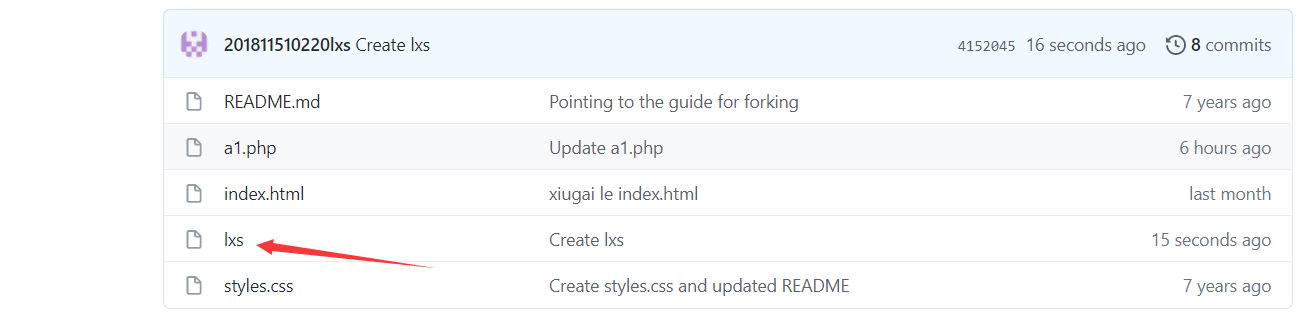 201811510220lxs Create lxs 4152045 16 seconds ago 8 commits
README.md Pointing to the guide for forking 7 years ago
a1.php Update a1.php 6 hours ago
index.html xiugai le index.html last month
lxs Create lxs 15 seconds ago
styles.css Create styles.css and updated README 7 years ago